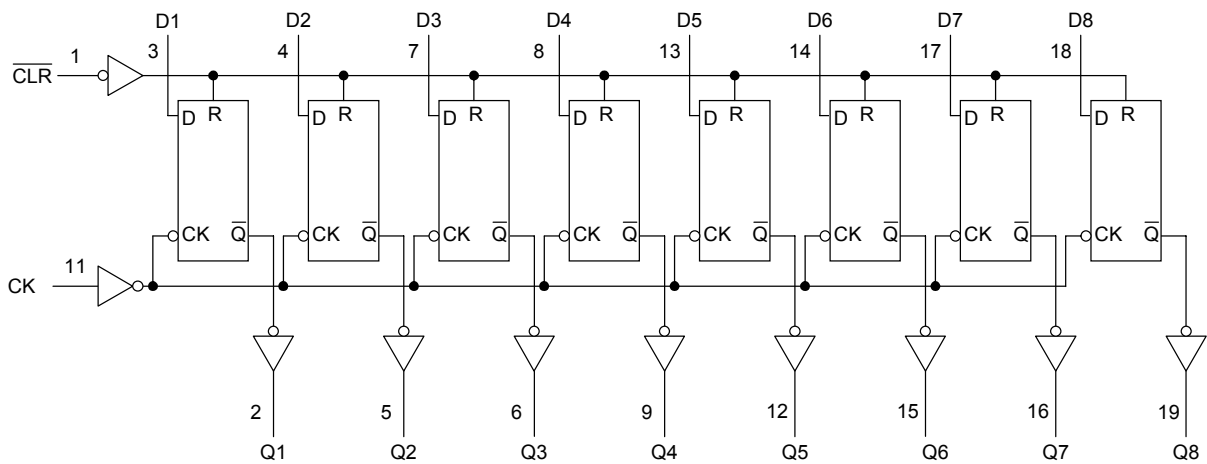 D1 D2 D3 D4 D5 D6 D7 D8
1 3 4 7 8 13 14 17 18
C̅L̅R̅
D R D R D R D R D R D R D R D R
CK Q̅ CK Q̅ CK Q̅ CK Q̅ CK Q̅ CK Q̅ CK Q̅ CK Q̅
11
CK
2 5 6 9 12 15 16 19
Q1 Q2 Q3 Q4 Q5 Q6 Q7 Q8